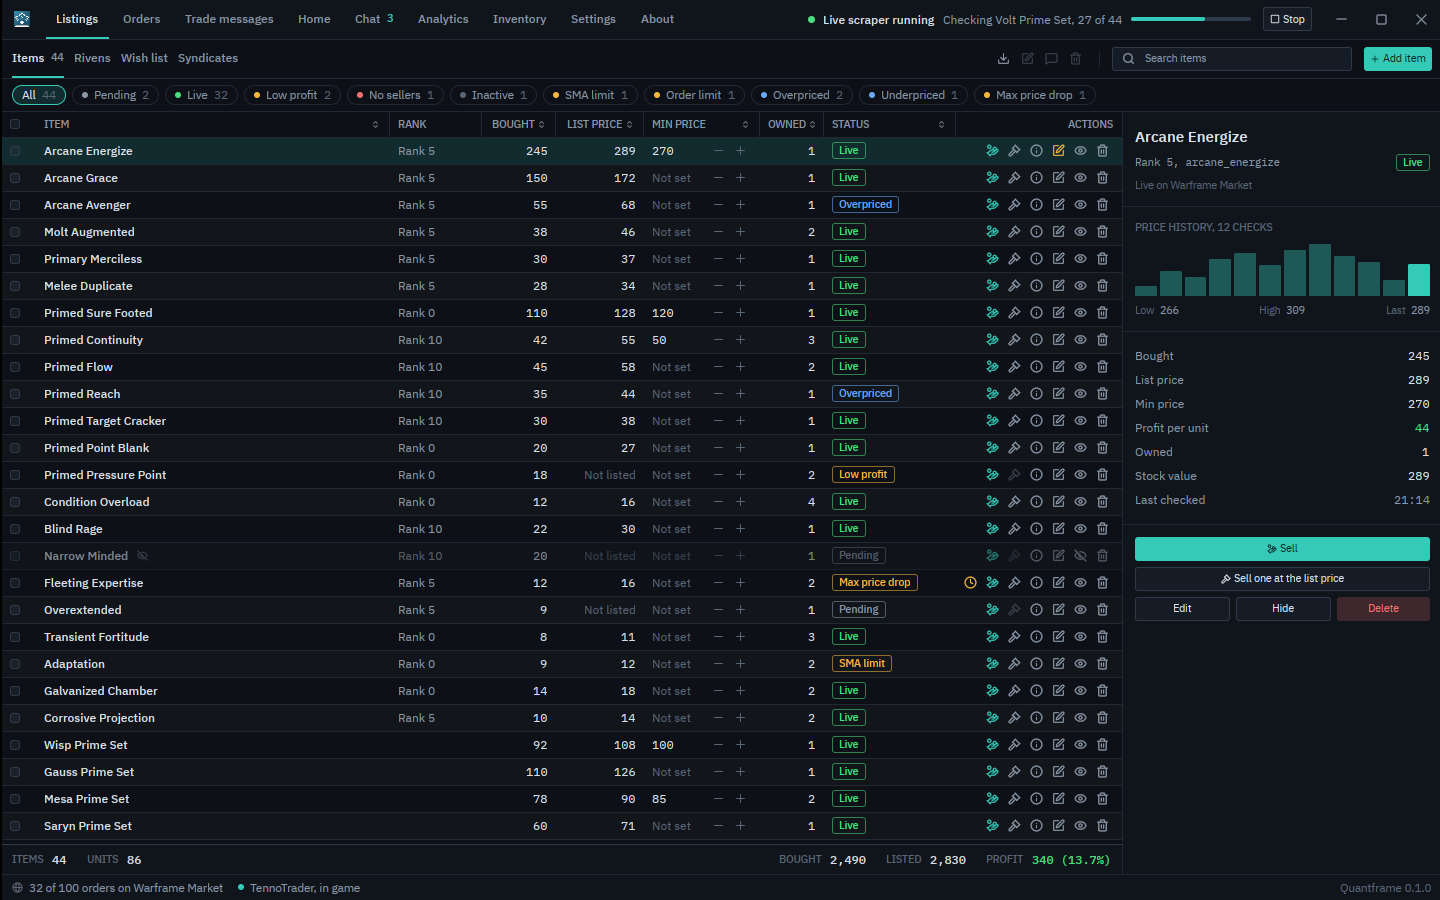 Listings Orders Trade messages Home Chat 3 Analytics Inventory Settings About Live scraper running Checking Volt Prime Set, 27 of 44 Stop
Items 44 Rivens Wish list Syndicates Search items + Add item
All 44 Pending 2 Live 32 Low profit 2 No sellers 1 Inactive 1 SMA limit 1 Order limit 1 Overpriced 2 Underpriced 1 Max price drop 1
ITEM RANK BOUGHT LIST PRICE MIN PRICE OWNED STATUS ACTIONS
Arcane Energize Rank 5 245 289 270 — + 1 Live
Arcane Grace Rank 5 150 172 Not set — + 1 Live
Arcane Avenger Rank 5 55 68 Not set — + 1 Overpriced
Molt Augmented Rank 5 38 46 Not set — + 2 Live
Primary Merciless Rank 5 30 37 Not set — + 1 Live
Melee Duplicate Rank 5 28 34 Not set — + 1 Live
Primed Sure Footed Rank 0 110 128 120 — + 1 Live
Primed Continuity Rank 10 42 55 50 — + 3 Live
Primed Flow Rank 10 45 58 Not set — + 2 Live
Primed Reach Rank 10 35 44 Not set — + 1 Overpriced
Primed Target Cracker Rank 10 30 38 Not set — + 1 Live
Primed Point Blank Rank 0 20 27 Not set — + 1 Live
Primed Pressure Point Rank 0 18 Not listed Not set — + 2 Low profit
Condition Overload Rank 0 12 16 Not set — + 4 Live
Blind Rage Rank 10 22 30 Not set — + 1 Live
Narrow Minded Rank 10 20 Not listed Not set — + 1 Pending
Fleeting Expertise Rank 5 12 16 Not set — + 2 Max price drop
Overextended Rank 5 9 Not listed Not set — + 1 Pending
Transient Fortitude Rank 0 8 11 Not set — + 3 Live
Adaptation Rank 0 9 12 Not set — + 2 SMA limit
Galvanized Chamber Rank 0 14 18 Not set — + 2 Live
Corrosive Projection Rank 5 10 14 Not set — + 2 Live
Wisp Prime Set 92 108 100 — + 1 Live
Gauss Prime Set 110 126 Not set — + 1 Live
Mesa Prime Set 78 90 85 — + 2 Live
Saryn Prime Set 60 71 Not set — + 1 Live
ITEMS 44 UNITS 86 BOUGHT 2,490 LISTED 2,830 PROFIT 340 (13.7%)
Arcane Energize
Rank 5, arcane_energize Live
Live on Warframe Market
PRICE HISTORY, 12 CHECKS
Low 266 High 309 Last 289
Bought 245
List price 289
Min price 270
Profit per unit 44
Owned 1
Stock value 289
Last checked 21:14
Sell
Sell one at the list price
Edit Hide Delete
32 of 100 orders on Warframe Market TennoTrader, in game Quantframe 0.1.0